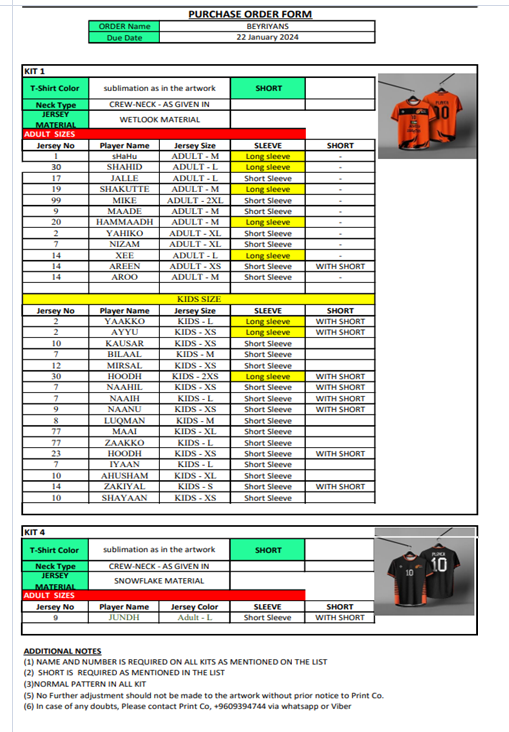 PURCHASE ORDER FORM
ORDER Name BEYRIYANS
Due Date 22 January 2024
KIT 1
T-Shirt Color sublimation as in the artwork SHORT
Neck Type CREW-NECK - AS GIVEN IN
JERSEY MATERIAL WETLOOK MATERIAL
ADULT SIZES
Jersey No Player Name Jersey Size SLEEVE SHORT
1 sHaHu ADULT - M Long sleeve -
30 SHAHID ADULT - L Long sleeve -
17 JALLE ADULT - L Short Sleeve -
19 SHAKUTTE ADULT - M Long sleeve -
99 MIKE ADULT - 2XL Short Sleeve -
9 MAADE ADULT - M Short Sleeve -
20 HAMMAADH ADULT - M Long sleeve -
2 YAHIKO ADULT - XL Short Sleeve -
7 NIZAM ADULT - XL Short Sleeve -
14 XEE ADULT - L Long sleeve -
14 AREEN ADULT - XS Short Sleeve WITH SHORT
14 AROO ADULT - M Short Sleeve -
KIDS SIZE
Jersey No Player Name Jersey Size SLEEVE SHORT
2 YAAKKO KIDS - L Long sleeve WITH SHORT
2 AYYU KIDS - XS Long sleeve WITH SHORT
10 KAUSAR KIDS - XS Short Sleeve
7 BILAAL KIDS - M Short Sleeve
12 MIRSAL KIDS - XS Short Sleeve
30 HOODH KIDS - 2XS Long sleeve WITH SHORT
7 NAAHIL KIDS - XS Short Sleeve WITH SHORT
7 NAAIH KIDS - L Short Sleeve WITH SHORT
9 NAANU KIDS - XS Short Sleeve WITH SHORT
8 LUQMAN KIDS - M Short Sleeve
77 MAAI KIDS - XL Short Sleeve
77 ZAAKKO KIDS - L Short Sleeve
23 HOODH KIDS - XS Short Sleeve WITH SHORT
7 IYAAN KIDS - L Short Sleeve
10 AHUSHAM KIDS - XL Short Sleeve
14 ZAKIYAL KIDS - S Short Sleeve WITH SHORT
10 SHAYAAN KIDS - XS Short Sleeve
KIT 4
T-Shirt Color sublimation as in the artwork SHORT
Neck Type CREW-NECK - AS GIVEN IN
JERSEY MATERIAL SNOWFLAKE MATERIAL
10
10
ADULT SIZES
Jersey No Player Name Jersey Color SLEEVE SHORT
9 JUNDH Adult - L Short Sleeve WITH SHORT
ADDITIONAL NOTES
(1) NAME AND NUMBER IS REQUIRED ON ALL KITS AS MENTIONED ON THE LIST
(2) SHORT IS REQUIRED AS MENTIONED IN THE LIST
(3)NORMAL PATTERN IN ALL KIT
(5) No Further adjustment should not be made to the artwork without prior notice to Print Co.
(6) In case of any doubts, Please contact Print Co, +9609394744 via whatsapp or Viber